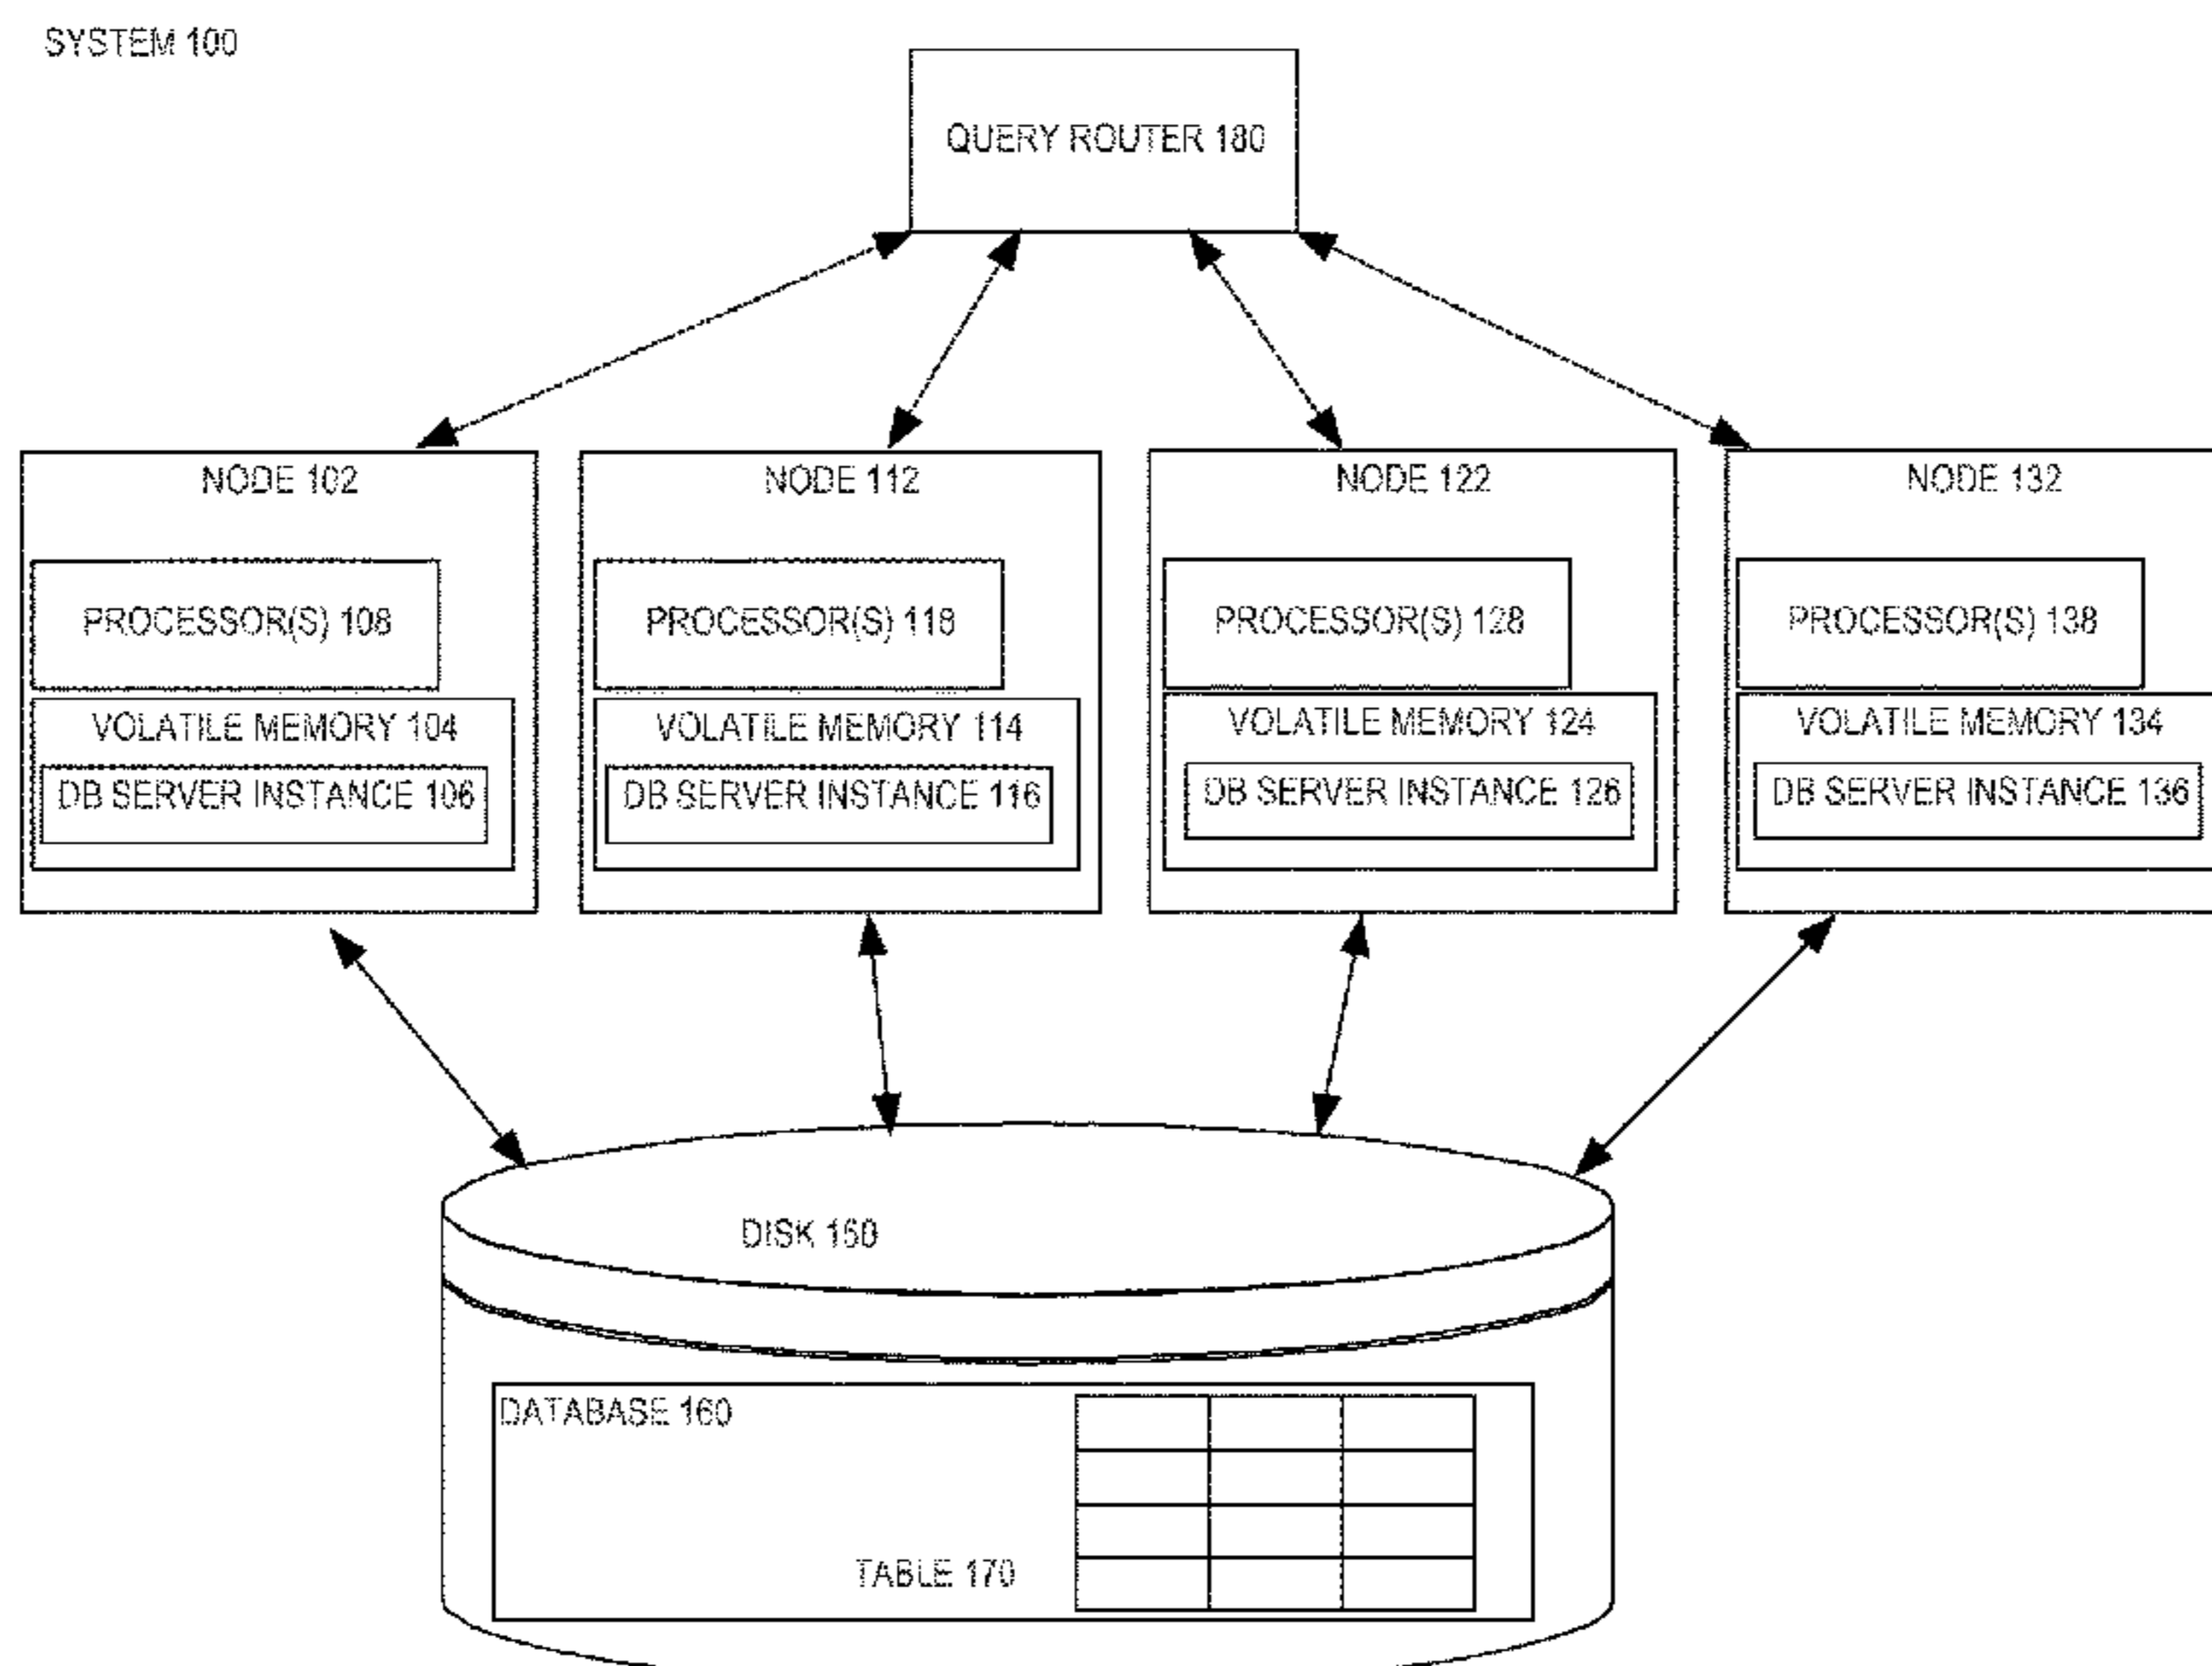 SYSTEM 100
QUERY ROUTER 180
NODE 102
PROCESSOR(S) 108
VOLATILE MEMORY 104
DB SERVER INSTANCE 106
NODE 112
PROCESSOR(S) 118
VOLATILE MEMORY 114
DB SERVER INSTANCE 116
NODE 122
PROCESSOR(S) 128
VOLATILE MEMORY 124
DB SERVER INSTANCE 126
NODE 132
PROCESSOR(S) 138
VOLATILE MEMORY 134
DB SERVER INSTANCE 136
DISK 150
DATABASE 160
TABLE 170